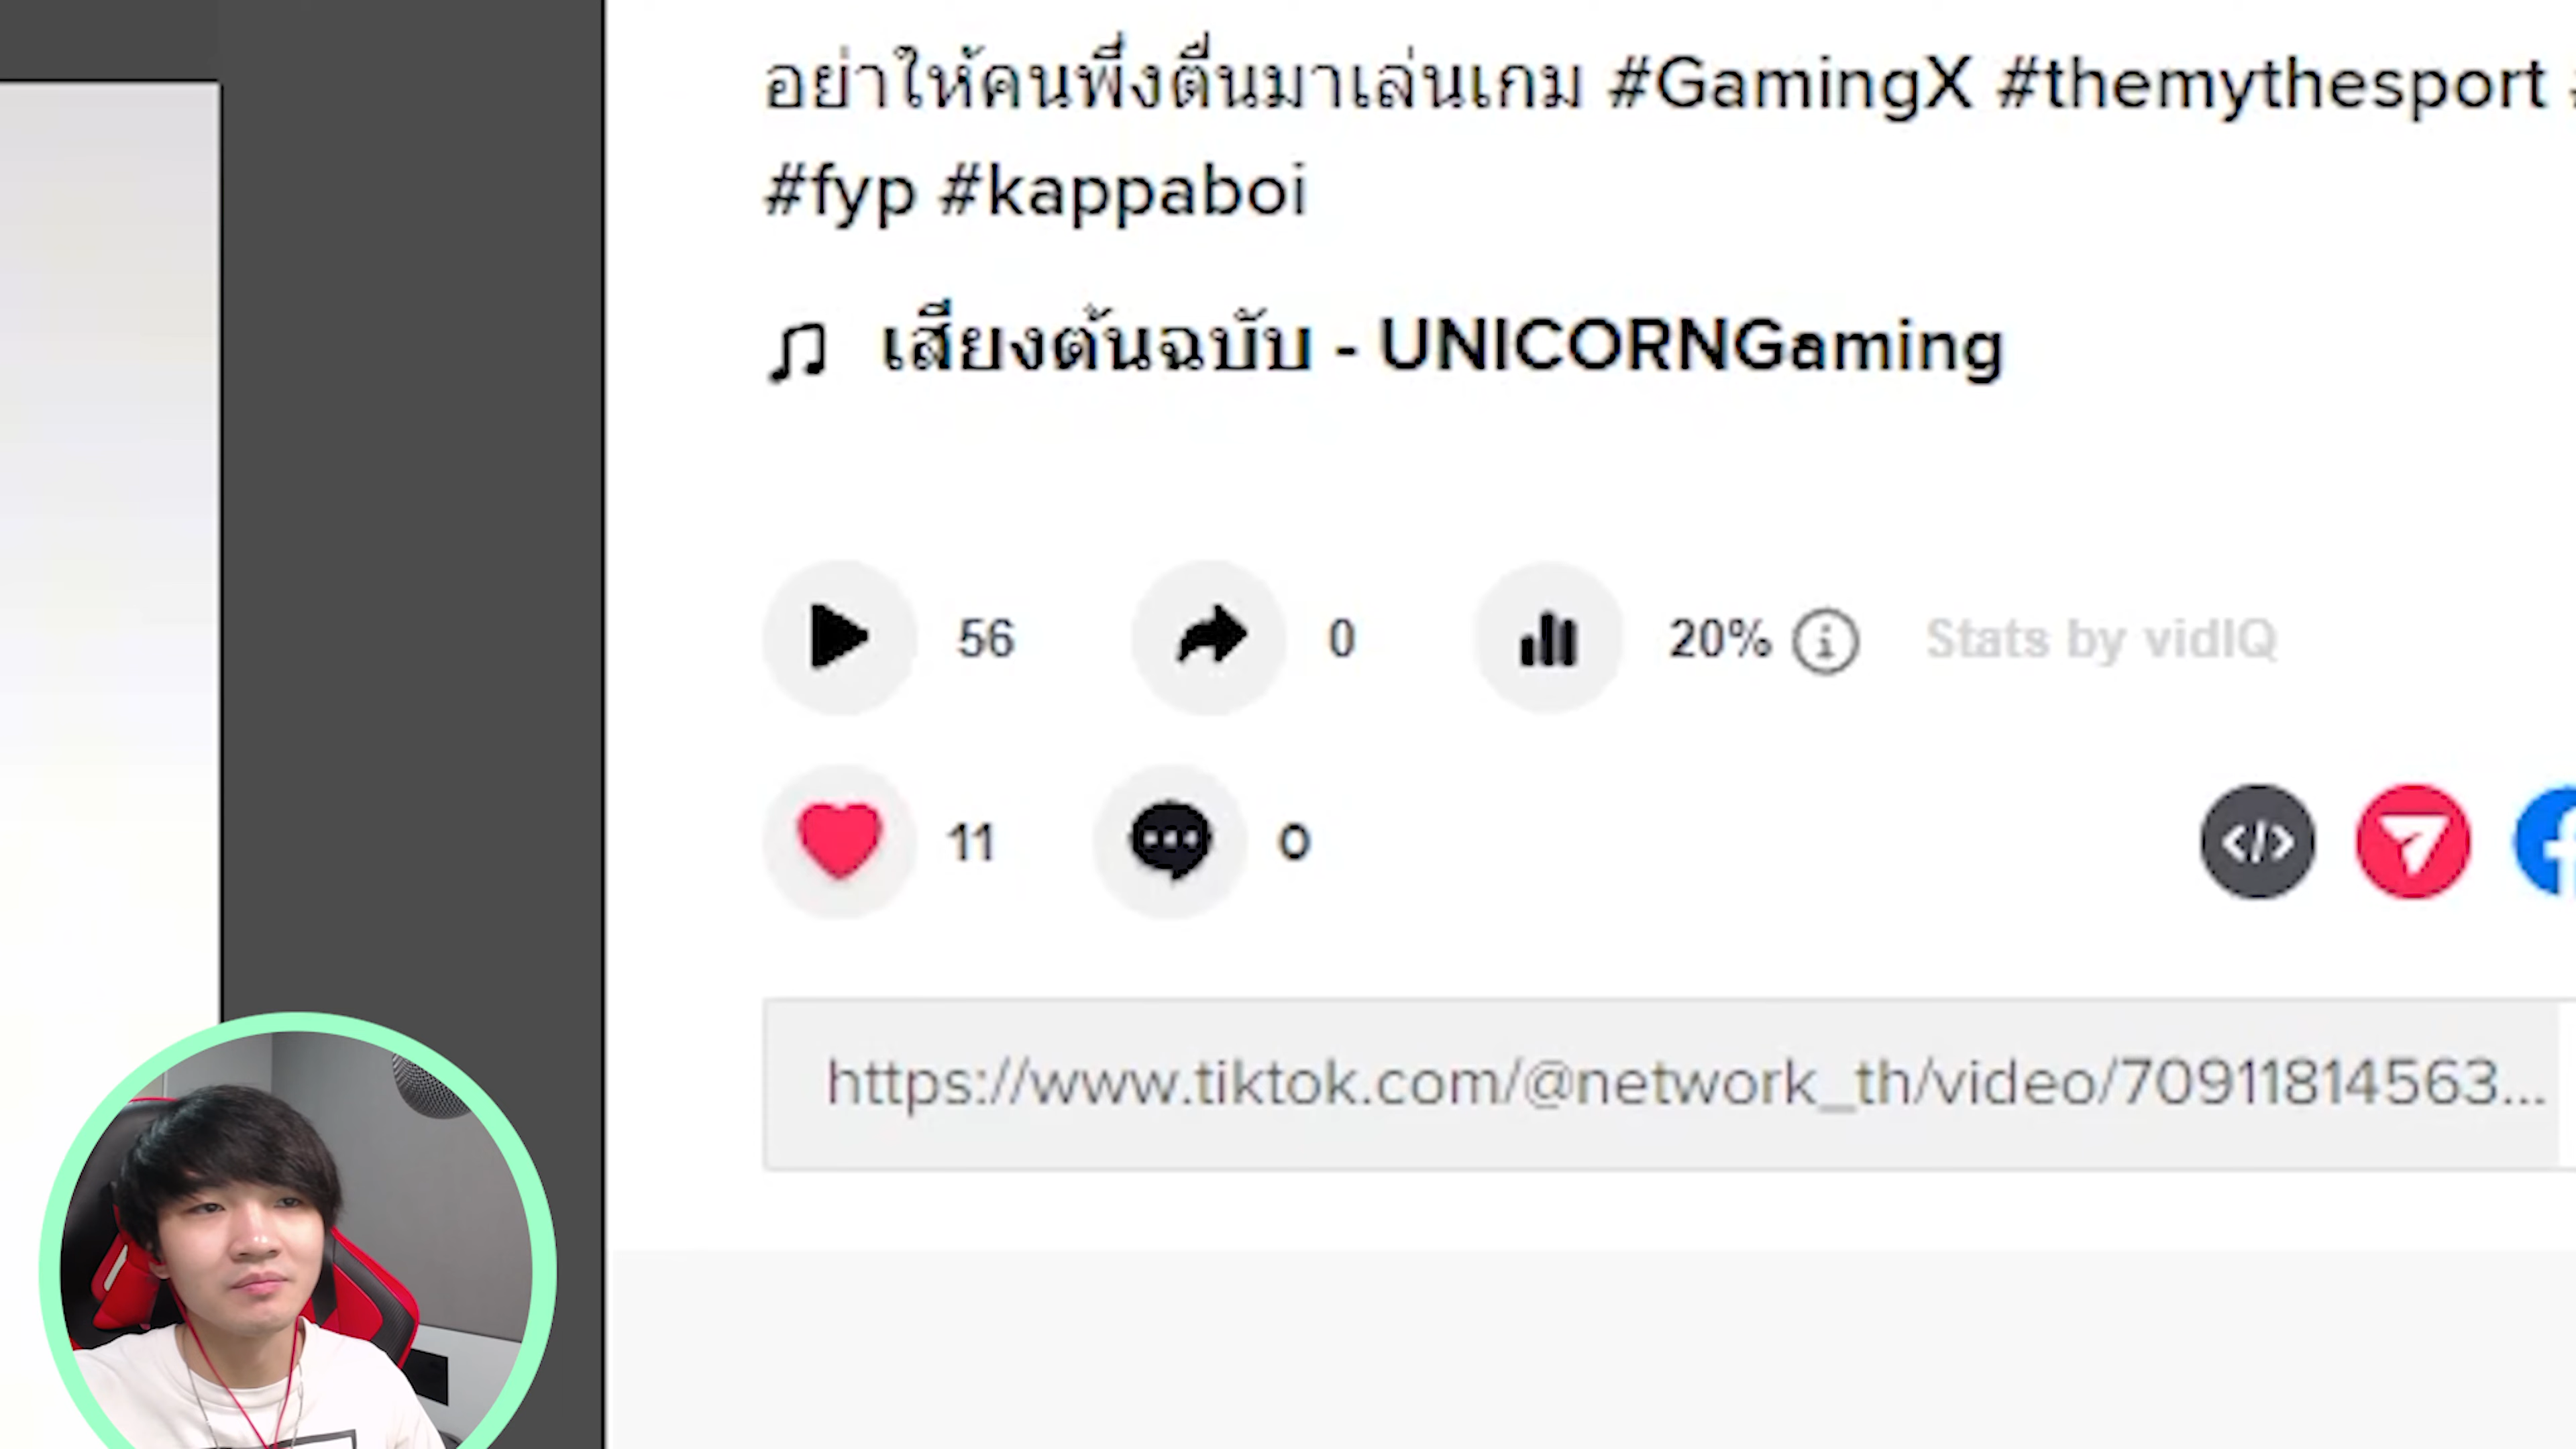 อย่าให้คนพึ่งตื่นมาเล่นเกม #GamingX #themythesport
#fyp #kappaboi
เสียงต้นฉบับ - UNICORNGaming
56 0 20% Stats by vidIQ
11 0
https://www.tiktok.com/@network_th/video/70911814563...